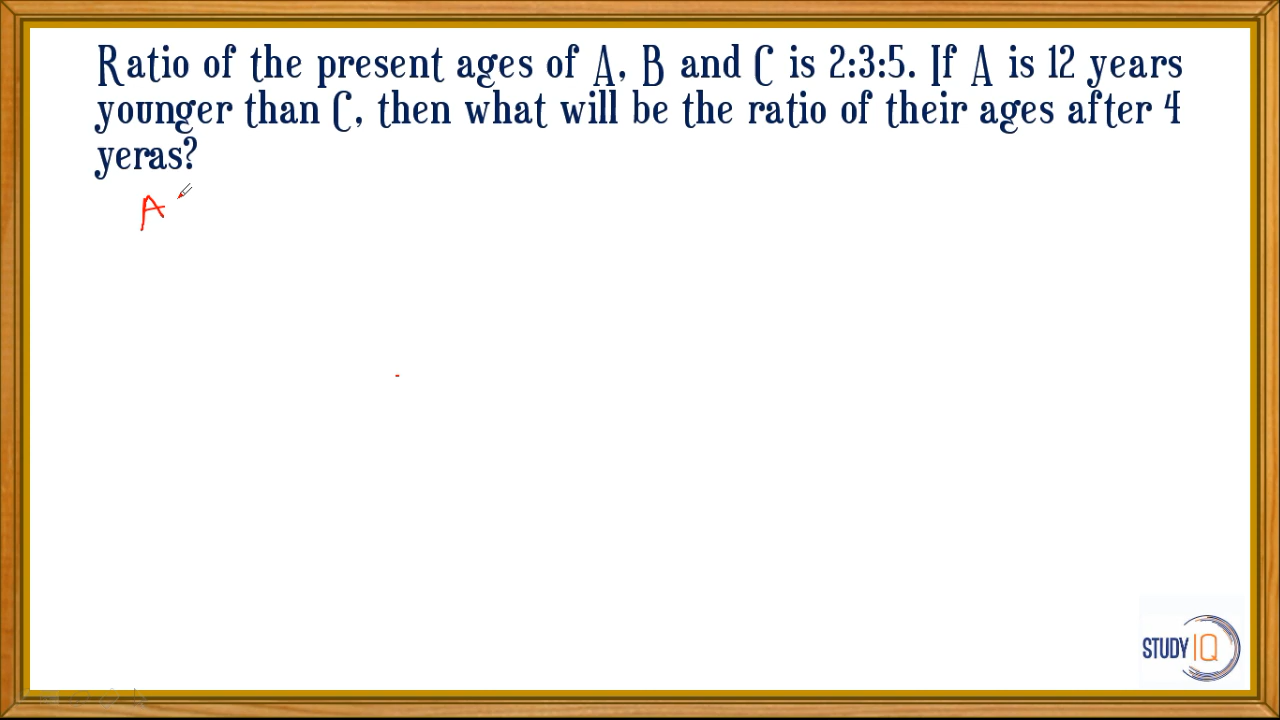 Ratio of the present ages of A, B and C is 2:3:5. If A is 12 years
younger than C, then what will be the ratio of their ages after 4
yeras?
A
STUDY IQ